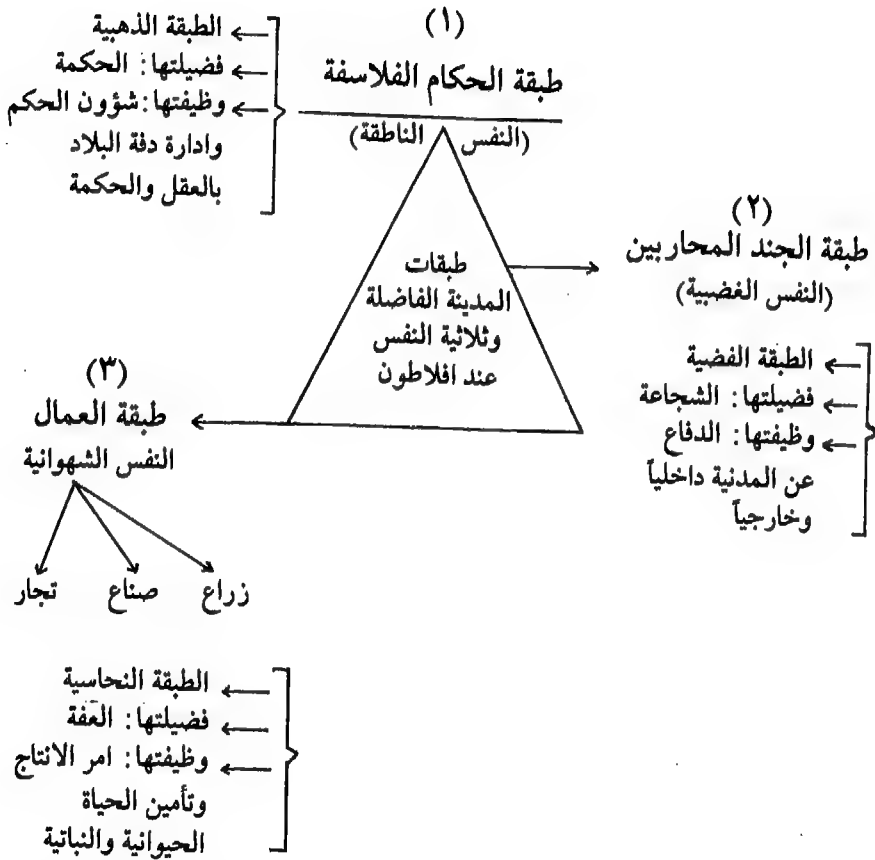 (١)
طبقة الحكام الفلاسفة
(النفس الناطقة)
الطبقة الذهبية
فضيلتها: الحكمة
وظيفتها: شؤون الحكم
وادارة دفة البلاد
بالعقل والحكمة
طبقات
المدينة الفاضلة
وثلاثية النفس
عند افلاطون
(٢)
طبقة الجند المحاربين
(النفس الغضبية)
الطبقة الفضية
فضيلتها: الشجاعة
وظيفتها: الدفاع
عن المدنية داخلياً
وخارجياً
(٣)
طبقة العمال
النفس الشهوانية
زراع صناع تجار
الطبقة النحاسية
فضيلتها: العفة
وظيفتها: امر الانتاج
وتأمين الحياة
الحيوانية والنباتية